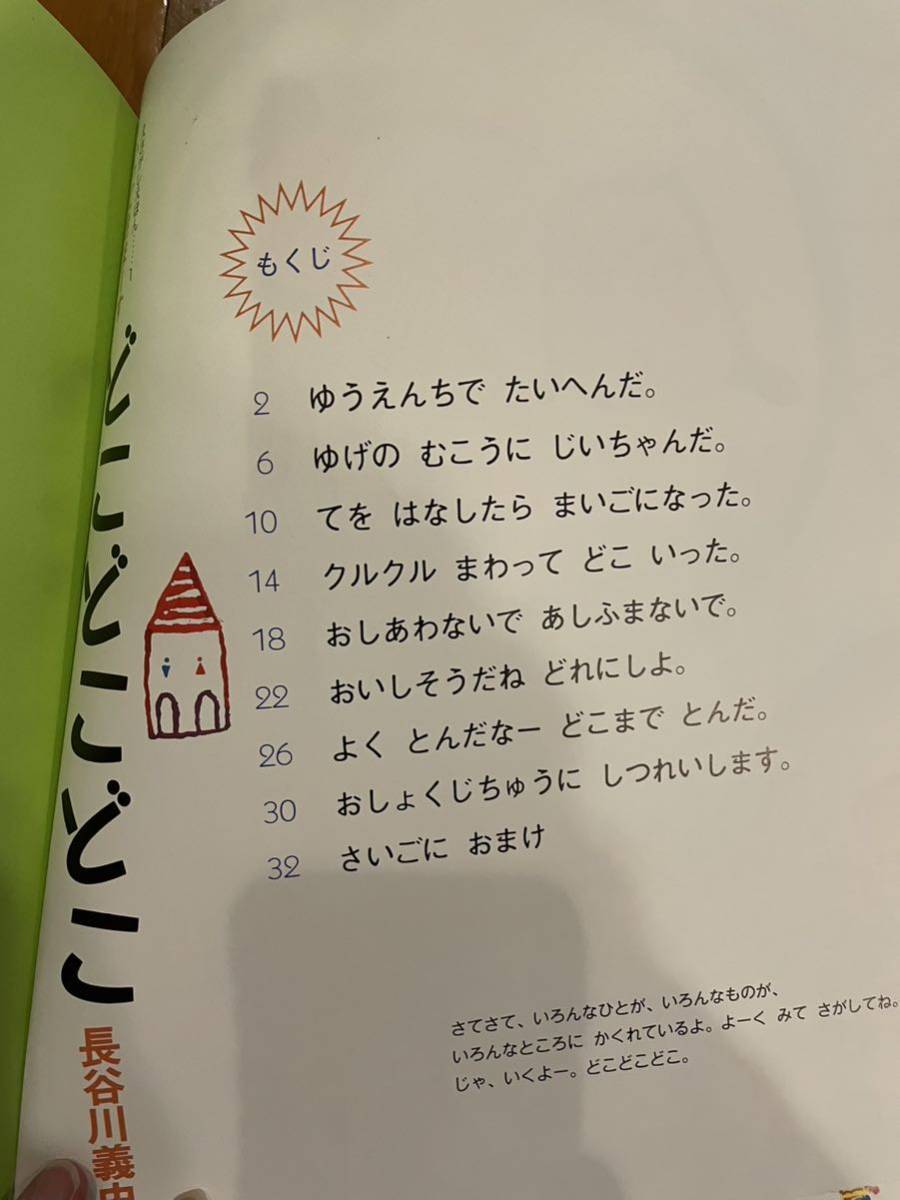 もくじ
2 ゆうえんちで たいへんだ。
6 ゆげの むこうに じいちゃんだ。
10 てを はなしたら まいごになった。
14 クルクル まわって どこ いった。
18 おしあわないで あしふまないで。
22 おいしそうだね どれにしよ。
26 よく とんだなー どこまで とんだ。
30 おしょくじちゅうに しつれいします。
32 さいごに おまけ
さてさて、いろんなひとが、いろんなものが、
いろんなところに かくれているよ。よーく みて さがしてね。
じゃ、いくよー。どこどこどこ。
どこどこどこ
長谷川義